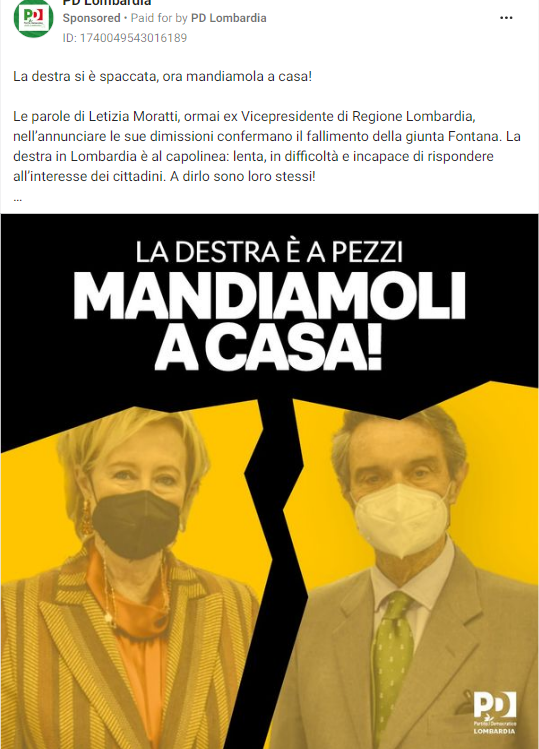 PD Lombardia
Sponsored • Paid for by PD Lombardia
ID: 1740049543016189
La destra si è spaccata, ora mandiamola a casa!
Le parole di Letizia Moratti, ormai ex Vicepresidente di Regione Lombardia,
nell'annunciare le sue dimissioni confermano il fallimento della giunta Fontana. La
destra in Lombardia è al capolinea: lenta, in difficoltà e incapace di rispondere
all'interesse dei cittadini. A dirlo sono loro stessi!
...
LA DESTRA È A PEZZI
MANDIAMOLI
A CASA!
PD
Partito Democratico
LOMBARDIA